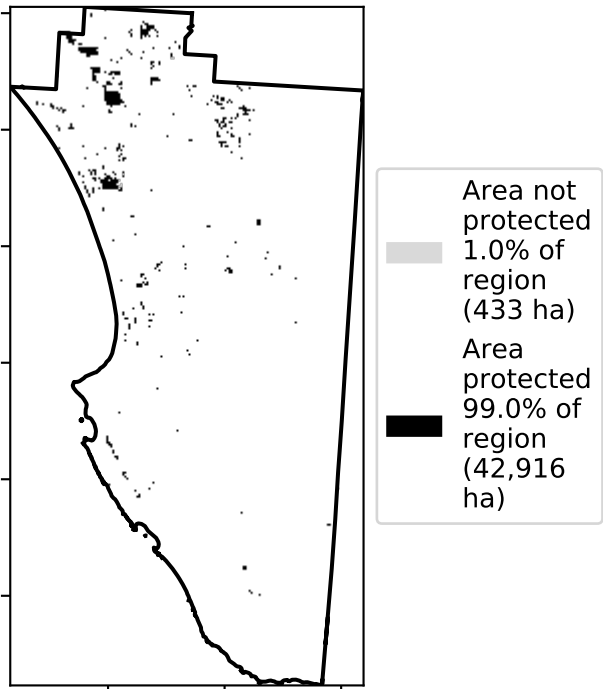 Area not
protected
1.0% of
region
(433 ha)
Area
protected
99.0% of
region
(42,916
ha)